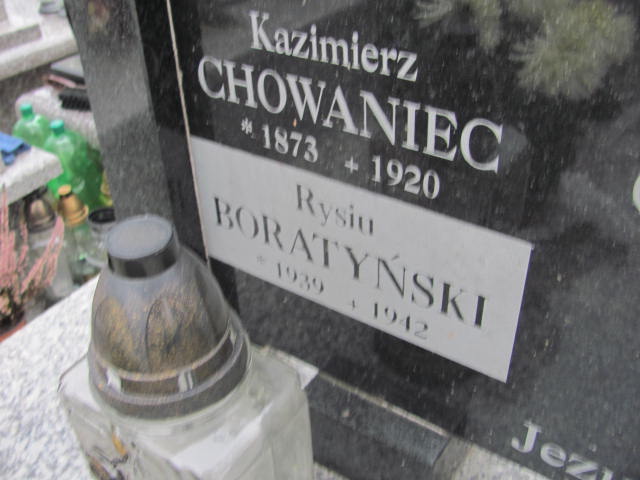 Kazimierz
CHOWANIEC
* 1873 + 1920
Rysiu
BORATYŃSKI
* 1939 + 1942